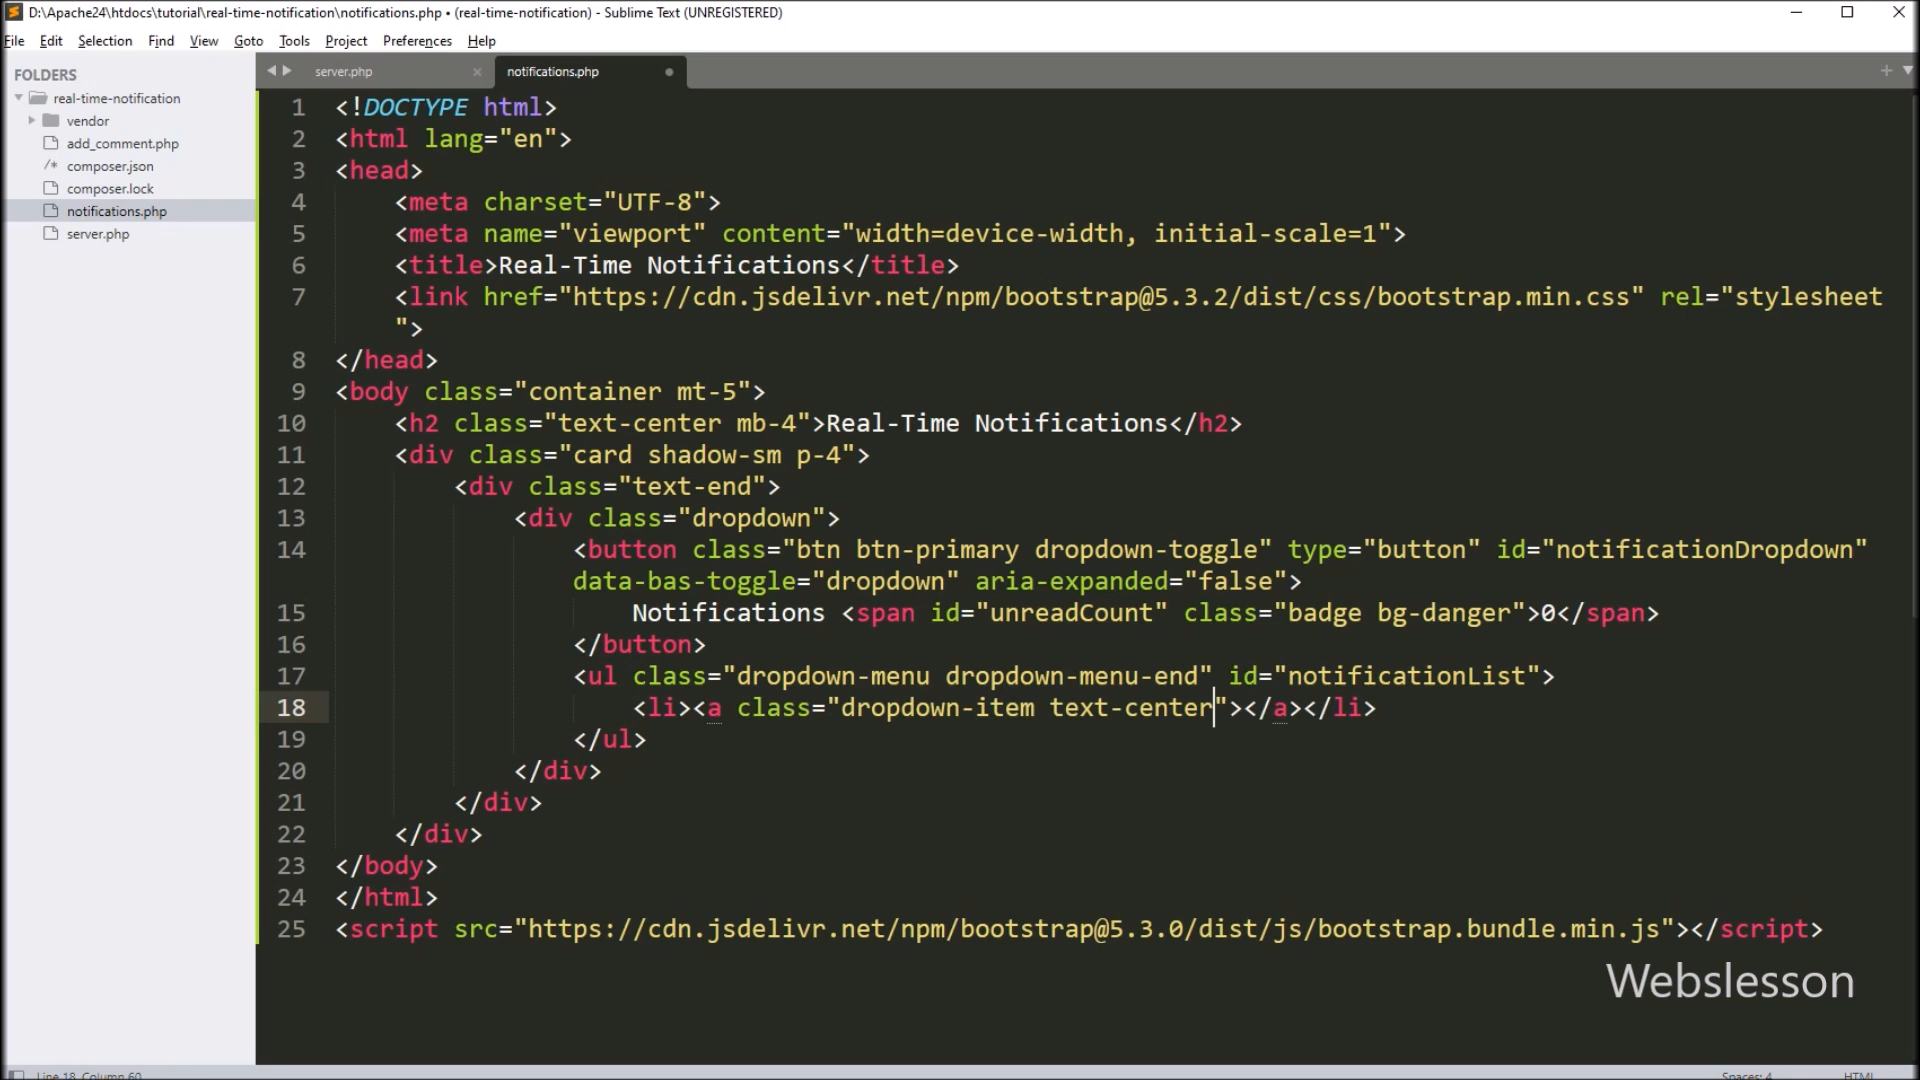 D:\Apache24\htdocs\tutorial\real-time-notification\notifications.php • (real-time-notification) - Sublime Text (UNREGISTERED)
File Edit Selection Find View Goto Tools Project Preferences Help
FOLDERS
real-time-notification
vendor
add_comment.php
/* composer.json
composer.lock
notifications.php
server.php
server.php × notifications.php
1 <!DOCTYPE html>
2 <html lang="en">
3 <head>
4 <meta charset="UTF-8">
5 <meta name="viewport" content="width=device-width, initial-scale=1">
6 <title>Real-Time Notifications</title>
7 <link href="https://cdn.jsdelivr.net/npm/bootstrap@5.3.2/dist/css/bootstrap.min.css" rel="stylesheet
">
8 </head>
9 <body class="container mt-5">
10 <h2 class="text-center mb-4">Real-Time Notifications</h2>
11 <div class="card shadow-sm p-4">
12 <div class="text-end">
13 <div class="dropdown">
14 <button class="btn btn-primary dropdown-toggle" type="button" id="notificationDropdown"
data-bas-toggle="dropdown" aria-expanded="false">
15 Notifications <span id="unreadCount" class="badge bg-danger">0</span>
16 </button>
17 <ul class="dropdown-menu dropdown-menu-end" id="notificationList">
18 <li><a class="dropdown-item text-center"></a></li>
19 </ul>
20 </div>
21 </div>
22 </div>
23 </body>
24 </html>
25 <script src="https://cdn.jsdelivr.net/npm/bootstrap@5.3.0/dist/js/bootstrap.bundle.min.js"></script>
Webslesson
Line 18, Column 60 Spaces: 4 HTML